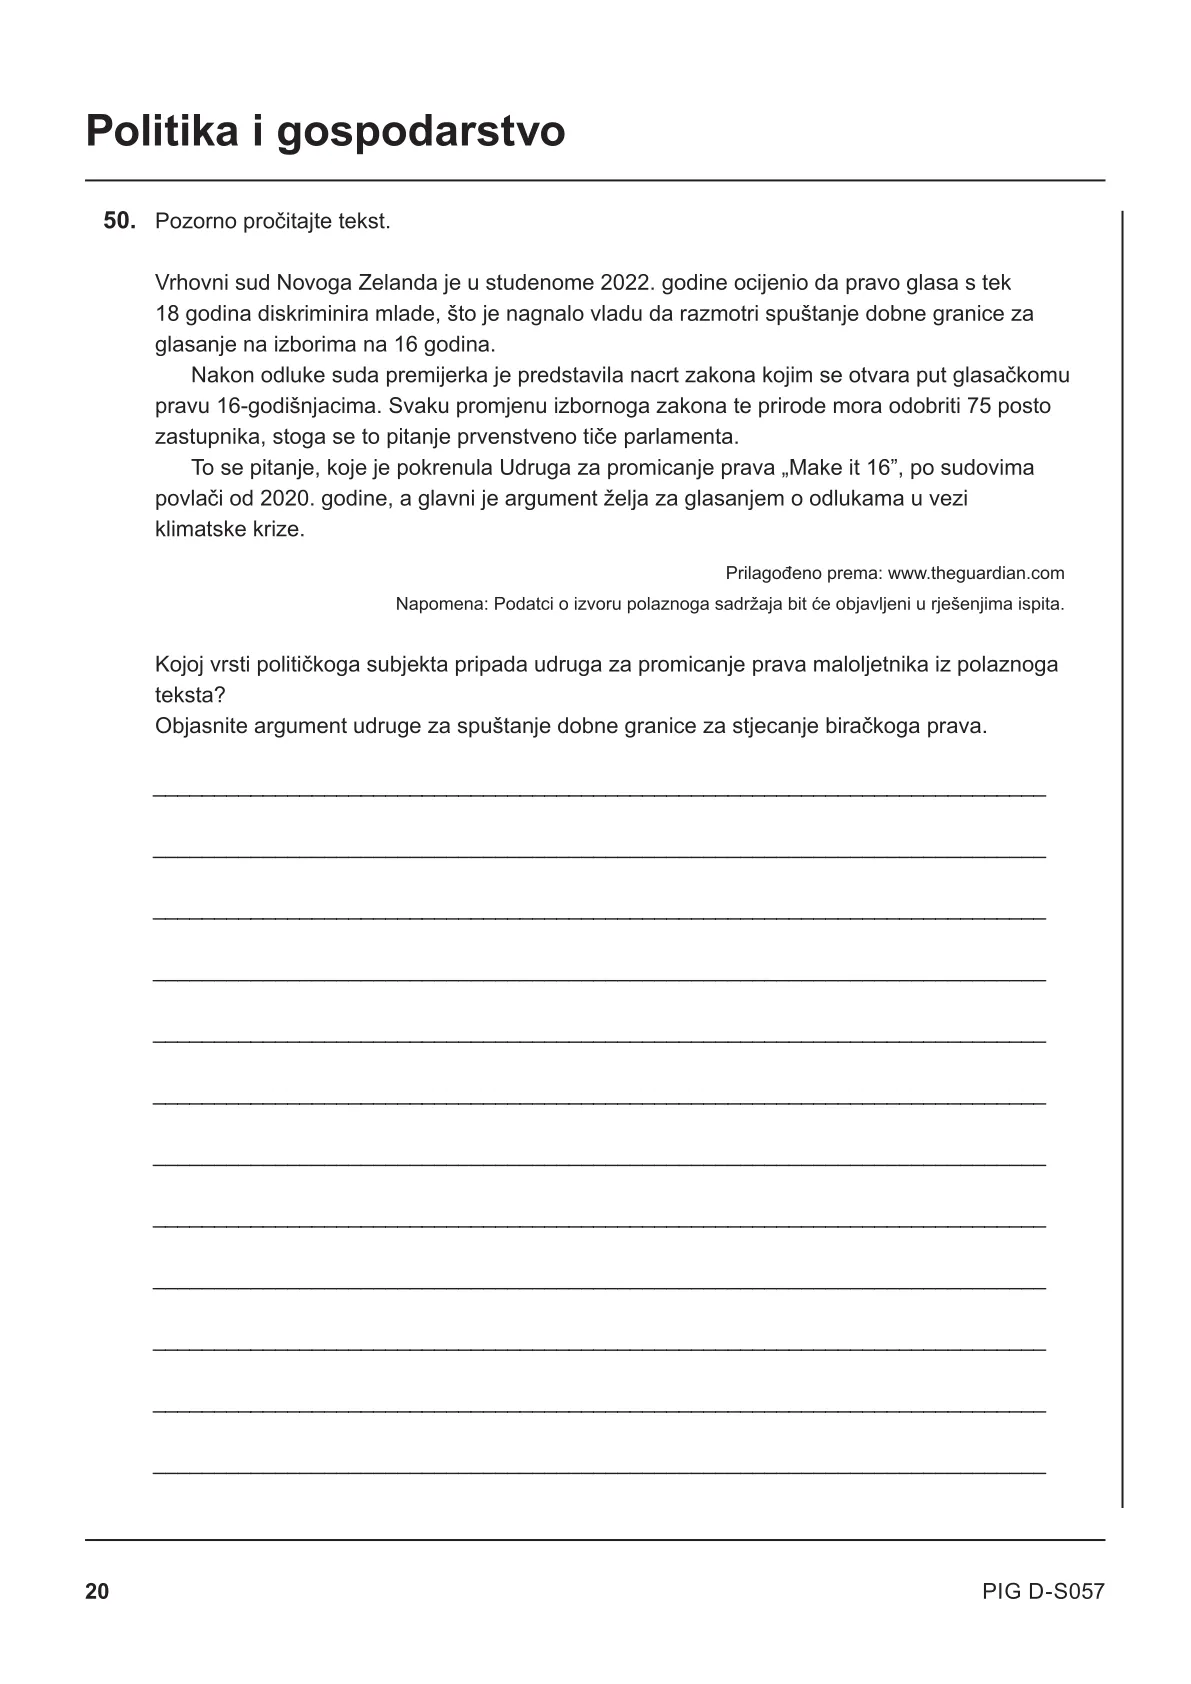 Politika i gospodarstvo
50. Pozorno pročitajte tekst.
Vrhovni sud Novoga Zelanda je u studenome 2022. godine ocijenio da pravo glasa s tek
18 godina diskriminira mlade, što je nagnalo vladu da razmotri spuštanje dobne granice za
glasanje na izborima na 16 godina.
Nakon odluke suda premijerka je predstavila nacrt zakona kojim se otvara put glasačkomu
pravu 16-godišnjacima. Svaku promjenu izbornoga zakona te prirode mora odobriti 75 posto
zastupnika, stoga se to pitanje prvenstveno tiče parlamenta.
To se pitanje, koje je pokrenula Udruga za promicanje prava „Make it 16”, po sudovima
povlači od 2020. godine, a glavni je argument želja za glasanjem o odlukama u vezi
klimatske krize.
Prilagođeno prema: www.theguardian.com
Napomena: Podatci o izvoru polaznoga sadržaja bit će objavljeni u rješenjima ispita.
Kojoj vrsti političkoga subjekta pripada udruga za promicanje prava maloljetnika iz polaznoga
teksta?
Objasnite argument udruge za spuštanje dobne granice za stjecanje biračkoga prava.
20
PIG D-S057